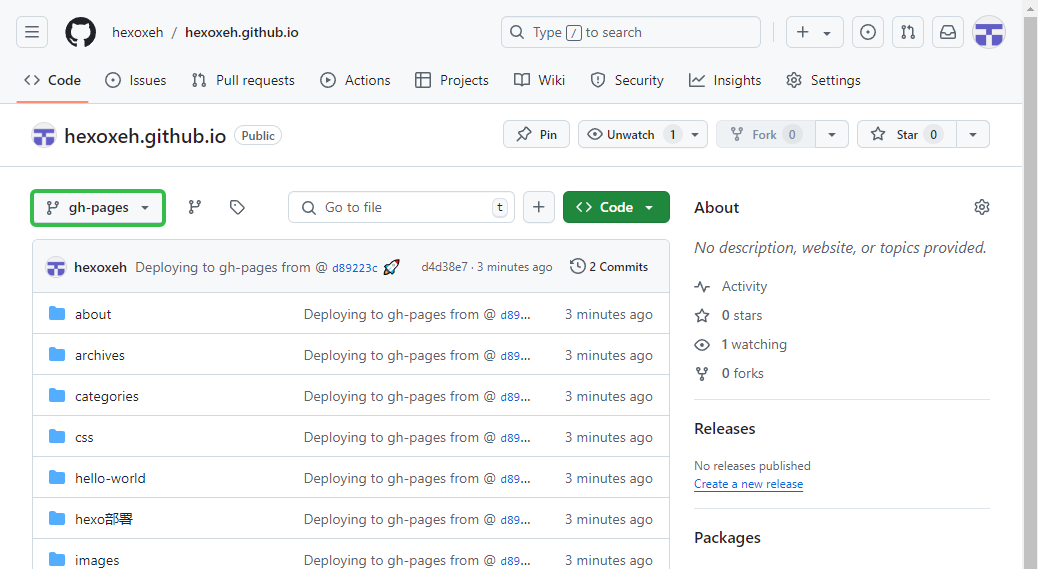 hexoxeh / hexoxeh.github.io Type / to search
Code Issues Pull requests Actions Projects Wiki Security Insights Settings
hexoxeh.github.io Public Pin Unwatch 1 Fork 0 Star 0
gh-pages Go to file t Code
hexoxeh Deploying to gh-pages from @ d89223c 🚀 d4d38e7 · 3 minutes ago 2 Commits
about Deploying to gh-pages from @ d89... 3 minutes ago
archives Deploying to gh-pages from @ d89... 3 minutes ago
categories Deploying to gh-pages from @ d89... 3 minutes ago
css Deploying to gh-pages from @ d89... 3 minutes ago
hello-world Deploying to gh-pages from @ d89... 3 minutes ago
hexo部署 Deploying to gh-pages from @ d89... 3 minutes ago
images Deploying to gh-pages from @ d89... 3 minutes ago
About
No description, website, or topics provided.
Activity
0 stars
1 watching
0 forks
Releases
No releases published
Create a new release
Packages